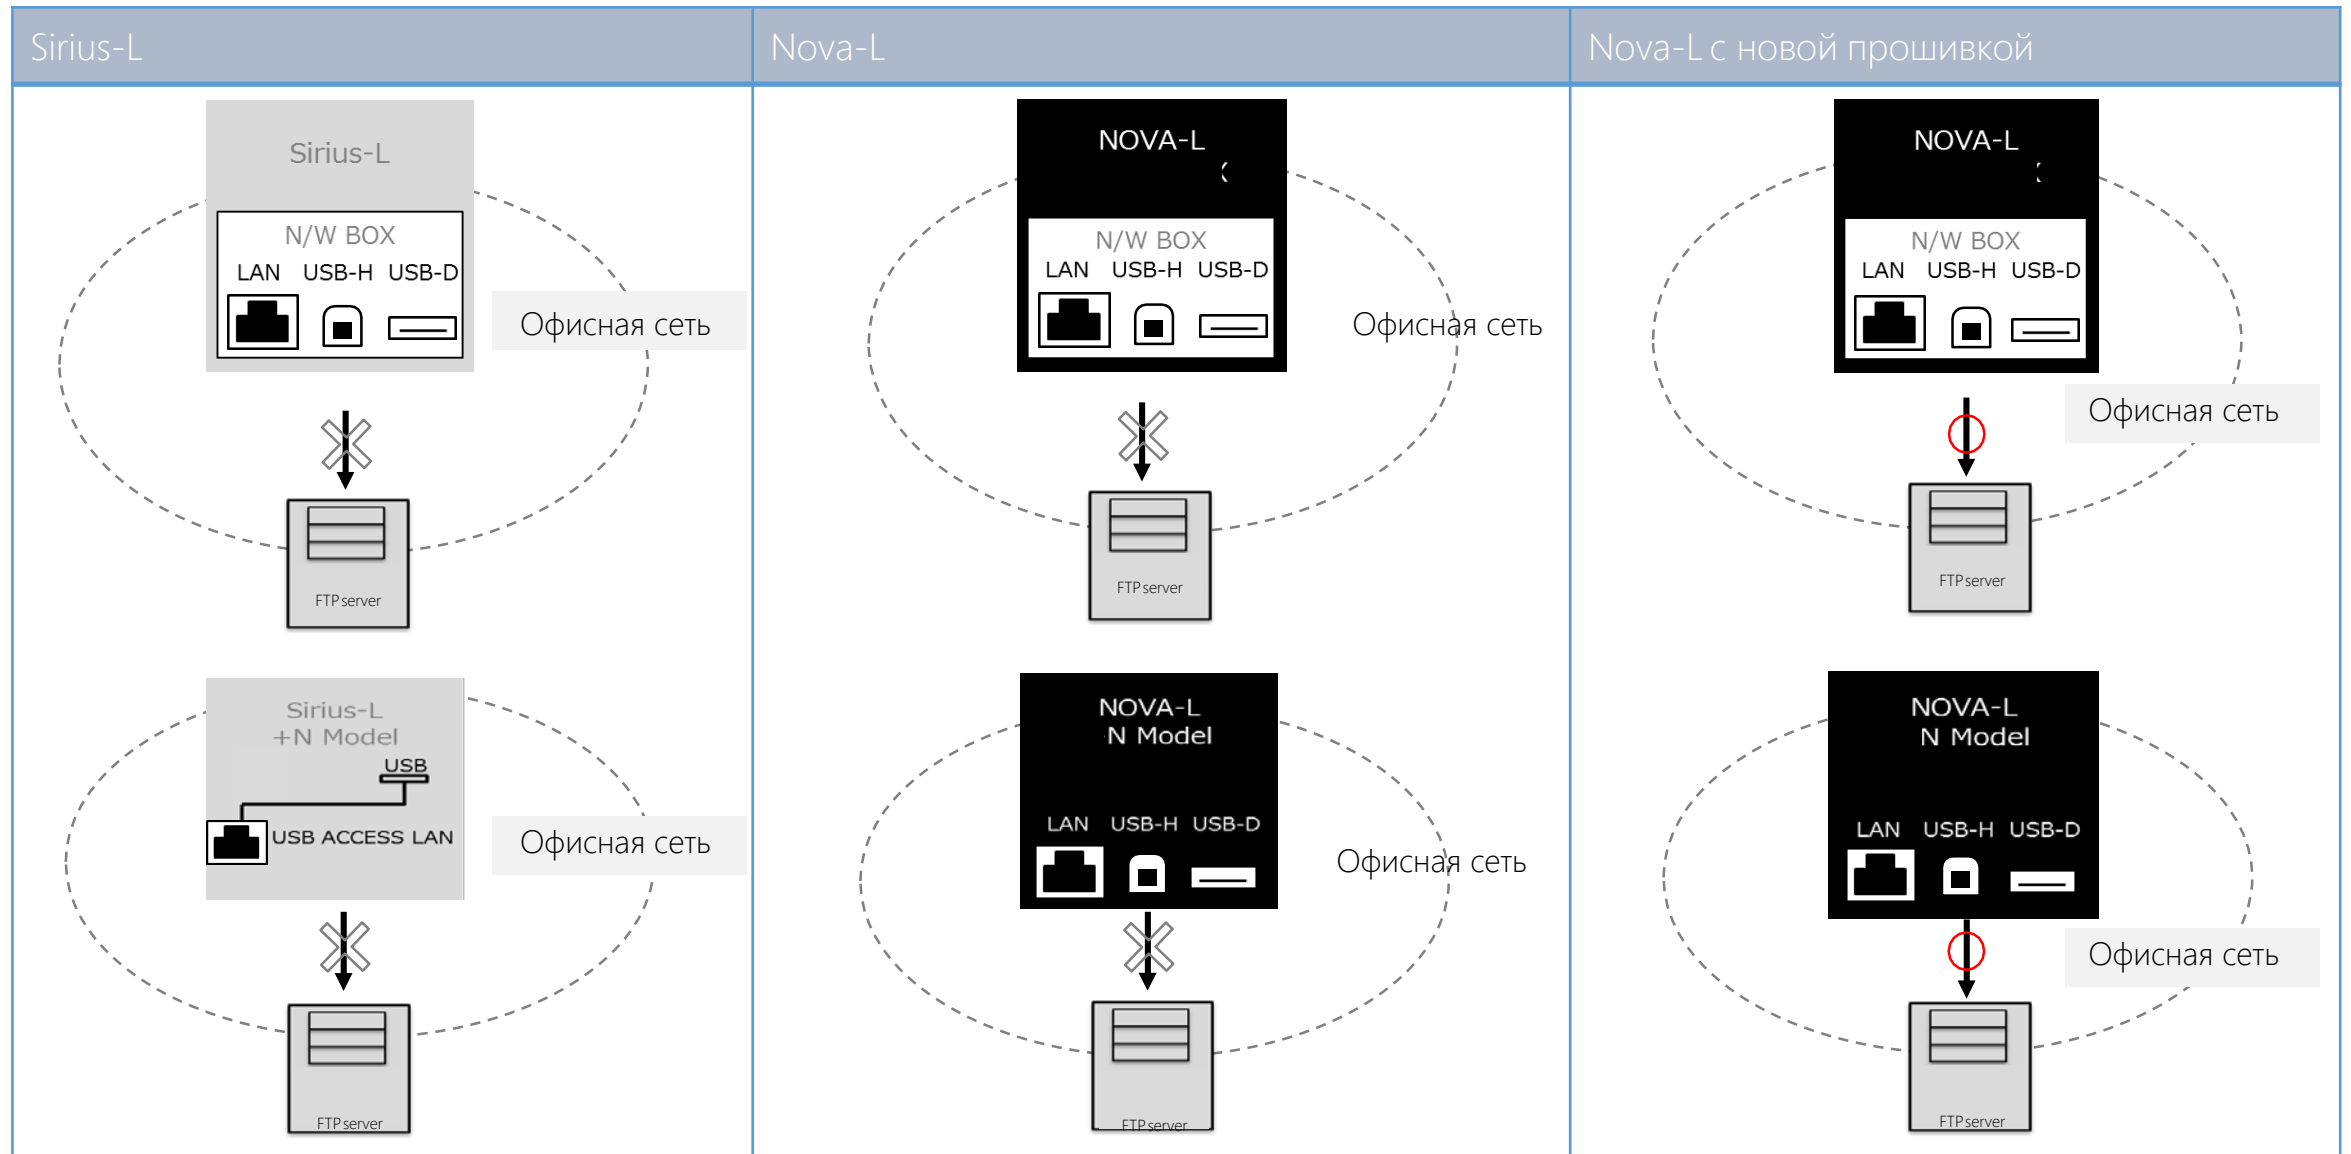 Sirius-L
Nova-L
Nova-L с новой прошивкой
Sirius-L
N/W BOX
LAN USB-H USB-D
Офисная сеть
FTP server
NOVA-L
N/W BOX
LAN USB-H USB-D
Офисная сеть
FTP server
NOVA-L
N/W BOX
LAN USB-H USB-D
Офисная сеть
FTP server
Sirius-L
+N Model
USB
USB ACCESS LAN
Офисная сеть
FTP server
NOVA-L
N Model
LAN USB-H USB-D
Офисная сеть
FTP server
NOVA-L
N Model
LAN USB-H USB-D
Офисная сеть
FTP server